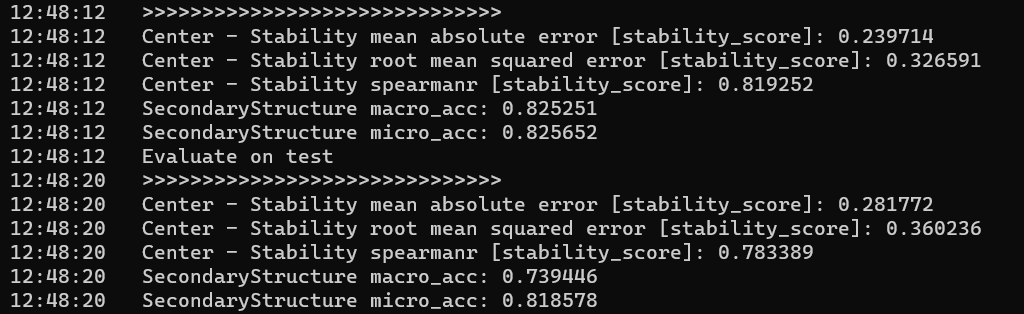 12:48:12   >>>>>>>>>>>>>>>>>>>>>>>>>>>>>>
12:48:12   Center - Stability mean absolute error [stability_score]: 0.239714
12:48:12   Center - Stability root mean squared error [stability_score]: 0.326591
12:48:12   Center - Stability spearmanr [stability_score]: 0.819252
12:48:12   SecondaryStructure macro_acc: 0.825251
12:48:12   SecondaryStructure micro_acc: 0.825652
12:48:12   Evaluate on test
12:48:20   >>>>>>>>>>>>>>>>>>>>>>>>>>>>>>
12:48:20   Center - Stability mean absolute error [stability_score]: 0.281772
12:48:20   Center - Stability root mean squared error [stability_score]: 0.360236
12:48:20   Center - Stability spearmanr [stability_score]: 0.783389
12:48:20   SecondaryStructure macro_acc: 0.739446
12:48:20   SecondaryStructure micro_acc: 0.818578